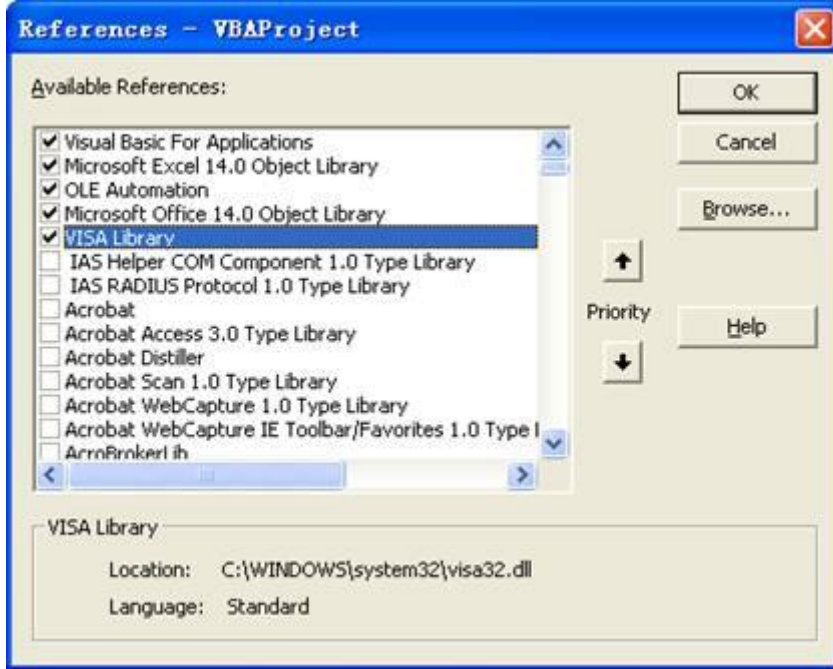 References - VBAProject
Available References:
OK
Visual Basic For Applications
Microsoft Excel 14.0 Object Library
Cancel
OLE Automation
Microsoft Office 14.0 Object Library
Browse...
VISA Library
IAS Helper COM Component 1.0 Type Library
IAS RADIUS Protocol 1.0 Type Library
Acrobat
Priority
Acrobat Access 3.0 Type Library
Help
Acrobat Distiller
Acrobat Scan 1.0 Type Library
Acrobat WebCapture 1.0 Type Library
Acrobat WebCapture IE Toolbar/Favorites 1.0 Type
AcroBrokerLib
VISA Library
Location: C:\WINDOWS\system32\visa32.dll
Language: Standard